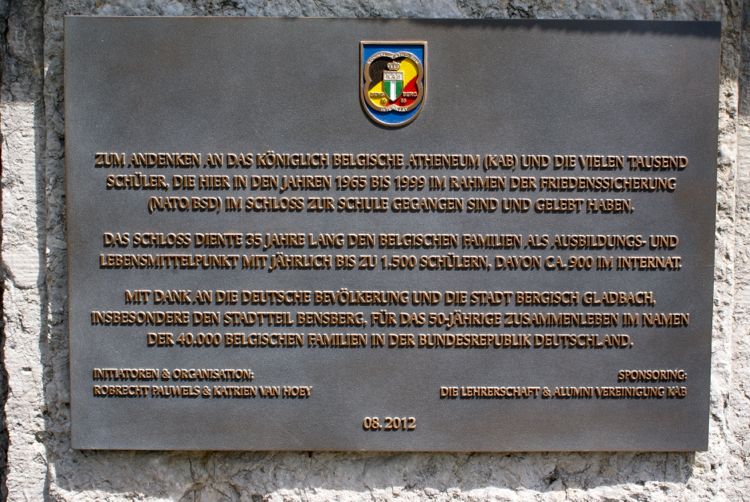 KAB
ZUM ANDENKEN AN DAS KÖNIGLICH BELGISCHE ATHENEUM (KAB) UND DIE VIELEN TAUSEND
SCHÜLER, DIE HIER IN DEN JAHREN 1965 BIS 1999 IM RAHMEN DER FRIEDENSSICHERUNG
(NATO/BSD) IM SCHLOSS ZUR SCHULE GEGANGEN SIND UND GELEBT HABEN.
DAS SCHLOSS DIENTE 35 JAHRE LANG DEN BELGISCHEN FAMILIEN ALS AUSBILDUNGS- UND
LEBENSMITTELPUNKT MIT JÄHRLICH BIS ZU 1.500 SCHÜLERN, DAVON CA. 900 IM INTERNAT.
MIT DANK AN DIE DEUTSCHE BEVÖLKERUNG UND DIE STADT BERGISCH GLADBACH,
INSBESONDERE DEN STADTTEIL BENSBERG, FÜR DAS 50-JÄHRIGE ZUSAMMENLEBEN IM NAMEN
DER 40.000 BELGISCHEN FAMILIEN IN DER BUNDESREPUBLIK DEUTSCHLAND.
INITIATOREN & ORGANISATION:
ROBRECHT PAUWELS & KATRIEN VAN HOEY
SPONSORING:
DIE LEHRERSCHAFT & ALUMNI VEREINIGUNG KAB
08.2012